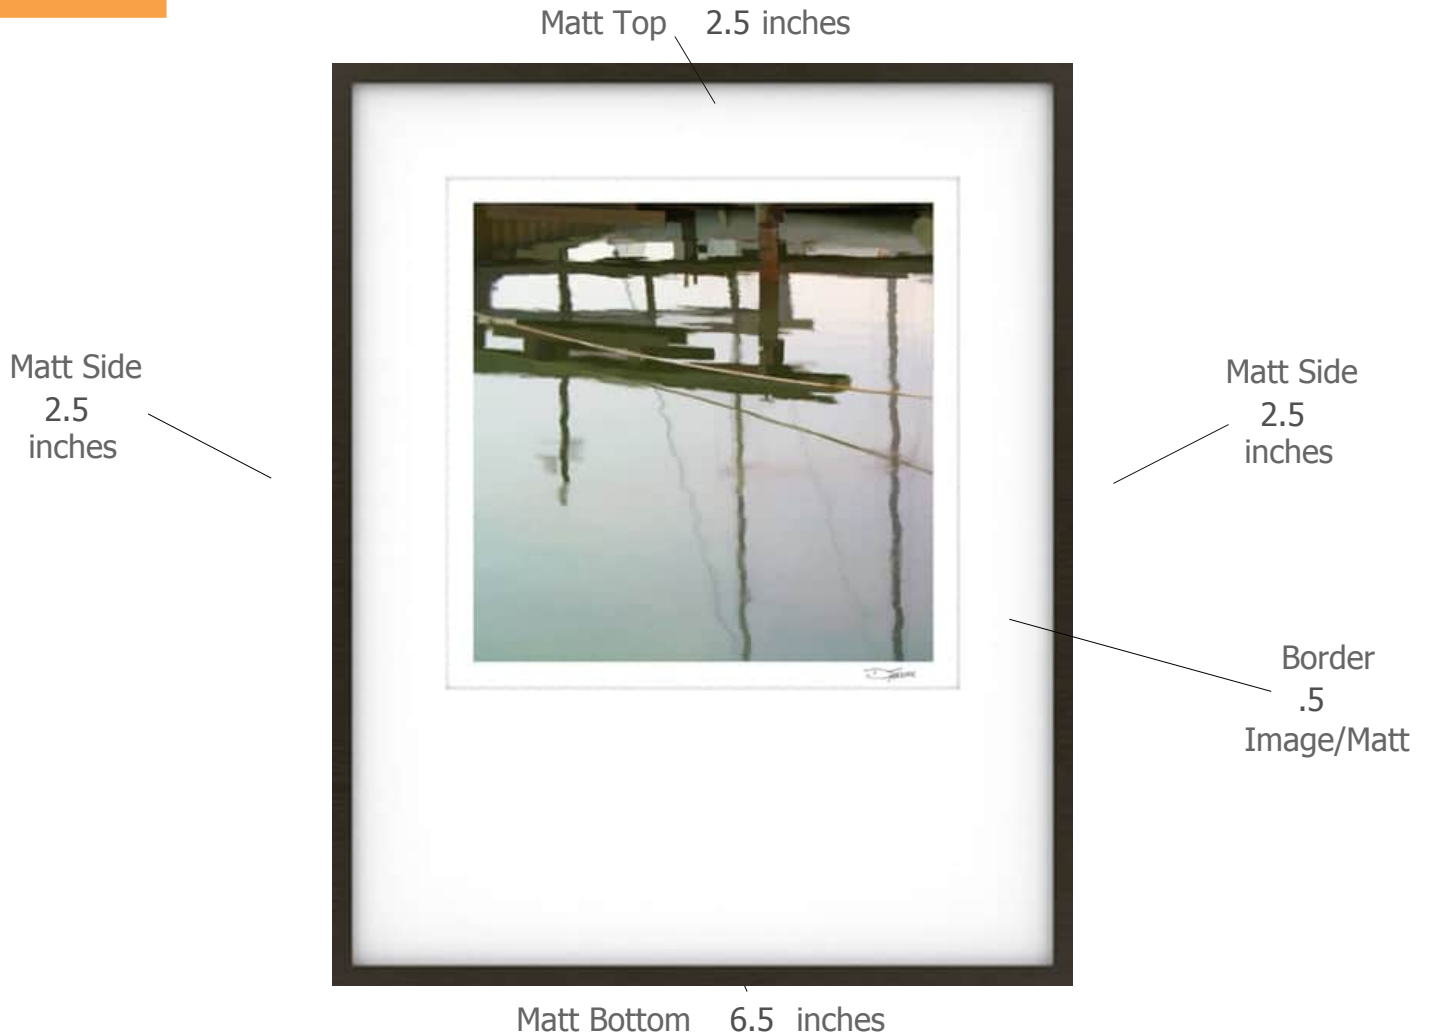 Matt Top 2.5 inches
Matt Side
2.5
inches
Matt Side
2.5
inches
Border
.5
Image/Matt
Matt Bottom 6.5 inches